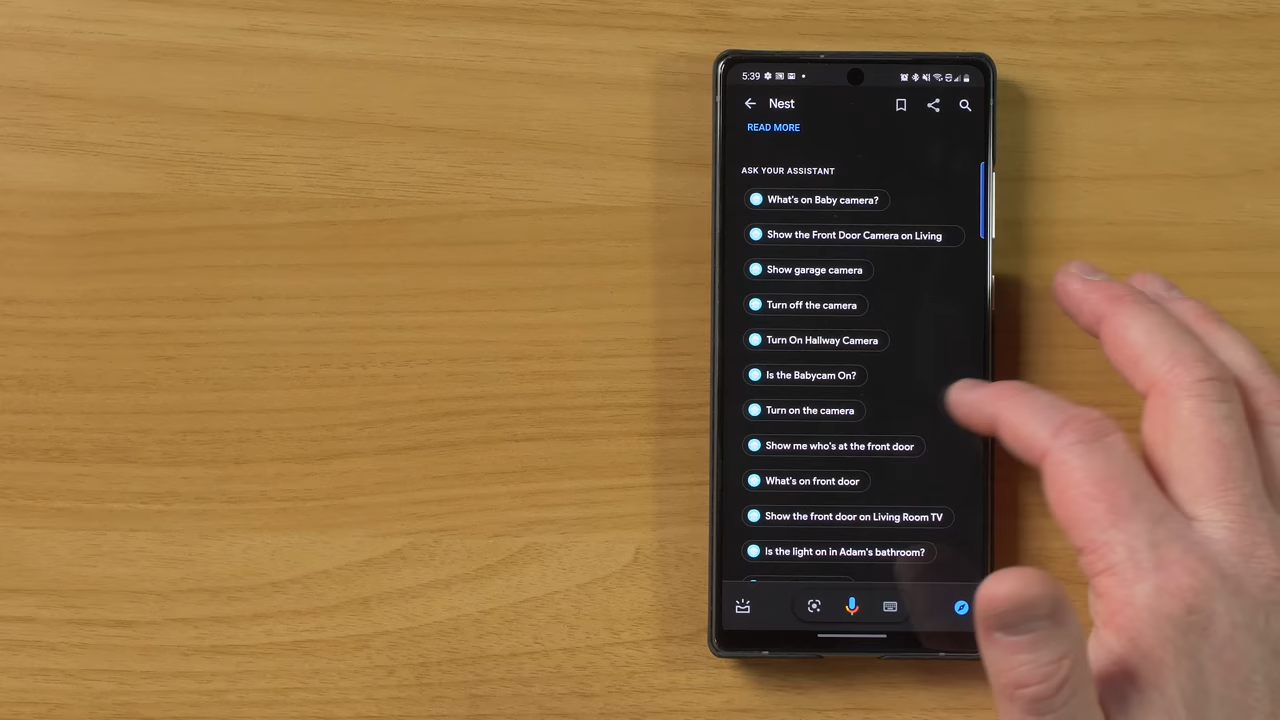 5:39
Nest
READ MORE
ASK YOUR ASSISTANT
What's on Baby camera?
Show the Front Door Camera on Living
Show garage camera
Turn off the camera
Turn On Hallway Camera
Is the Babycam On?
Turn on the camera
Show me who's at the front door
What's on front door
Show the front door on Living Room TV
Is the light on in Adam's bathroom?